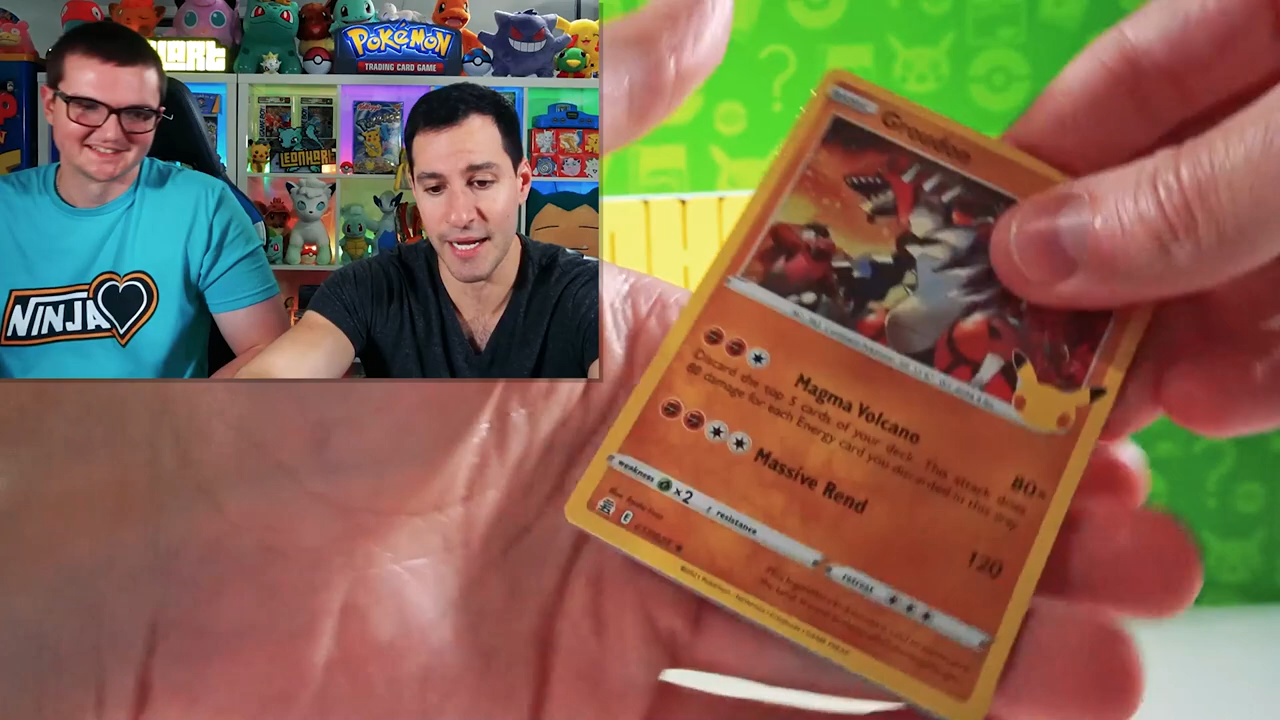 HART
POKéMON
TRADING CARD GAME
LEONHART
NINJA
Groudon
Magma Volcano
80×
Discard the top 5 cards of your deck. This attack does
80 damage for each Energy card you discarded in this way.
Massive Rend
120
weakness ×2
resistance
retreat